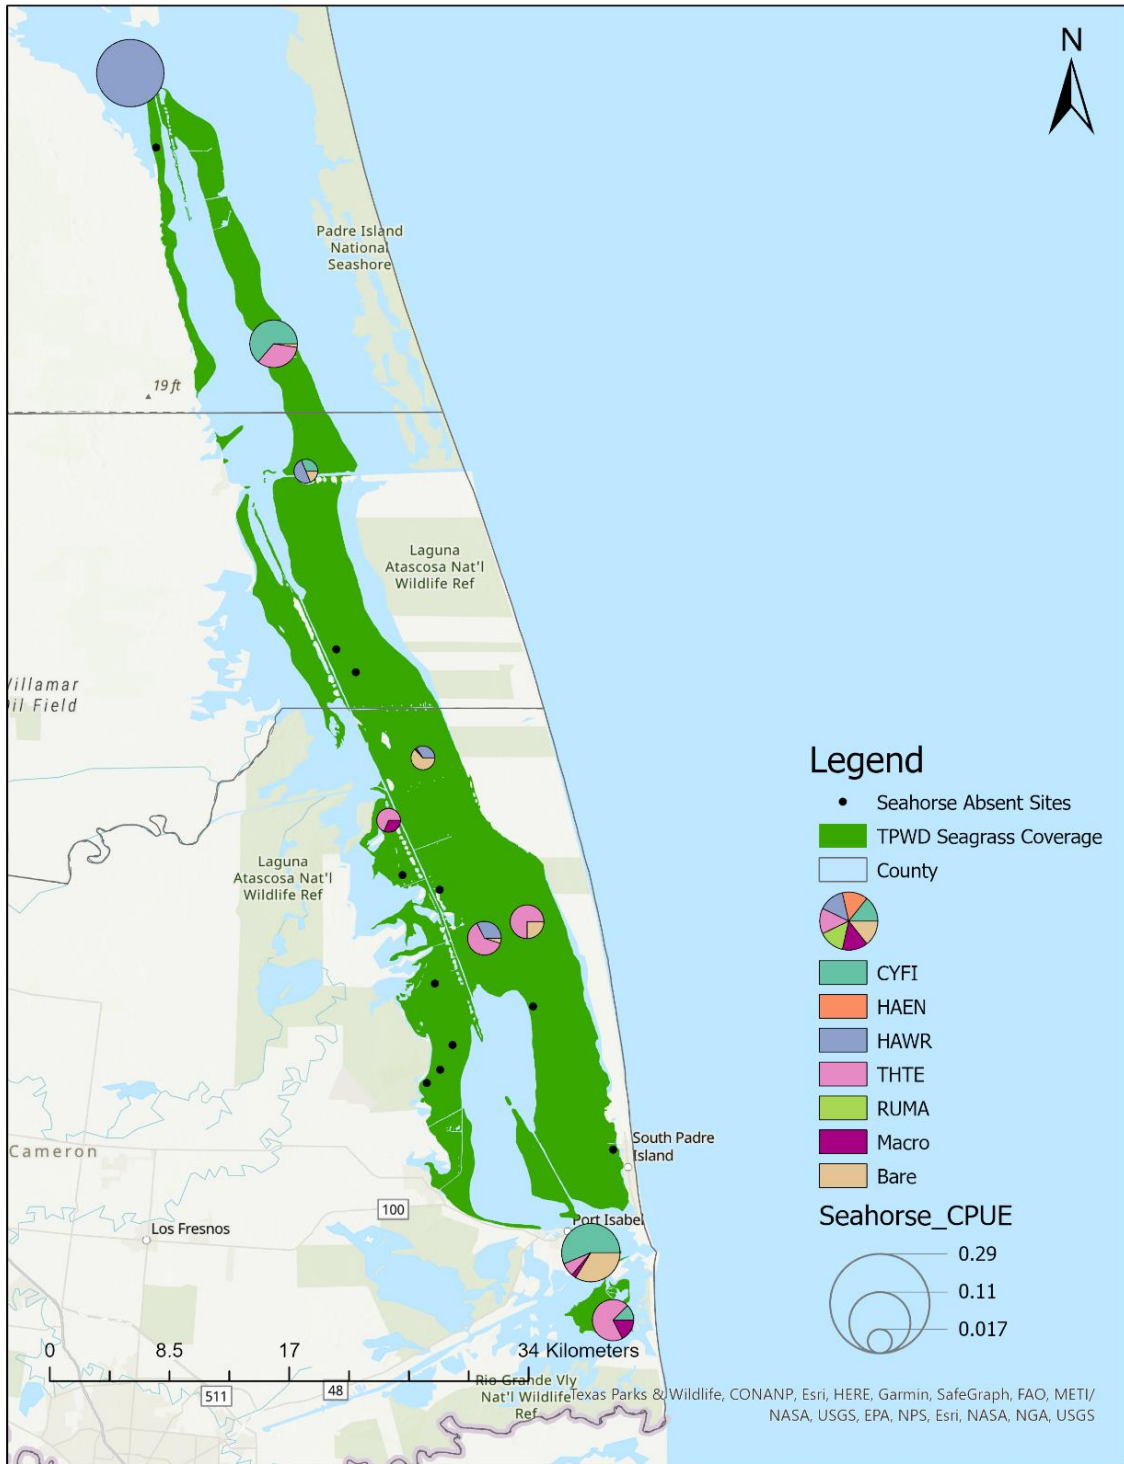 N
Padre Island
National
Seashore
19 ft
Laguna
Atascosa Nat'l
Wildlife Ref
Villamar
Oil Field
Laguna
Atascosa Nat'l
Wildlife Ref
Legend
Seahorse Absent Sites
TPWD Seagrass Coverage
County
CYFI
HAEN
HAWR
THTE
RUMA
Macro
Bare
Seahorse_CPUE
0.29
0.11
0.017
South Padre
Island
Cameron
100
Port Isabel
Los Fresnos
0 8.5 17 34 Kilometers
511
48
Rio Grande Vly
Nat'l Wildlife
Ref
Texas Parks & Wildlife, CONANP, Esri, HERE, Garmin, SafeGraph, FAO, METI/
NASA, USGS, EPA, NPS, Esri, NASA, NGA, USGS